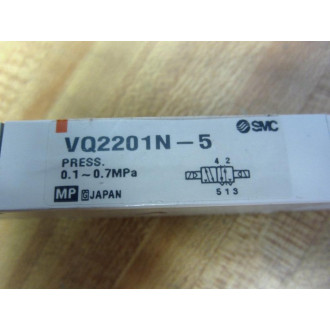 SMC
VQ2201N-5
PRESS.
0.1~0.7MPa
4 2
5 1 3
MP JAPAN